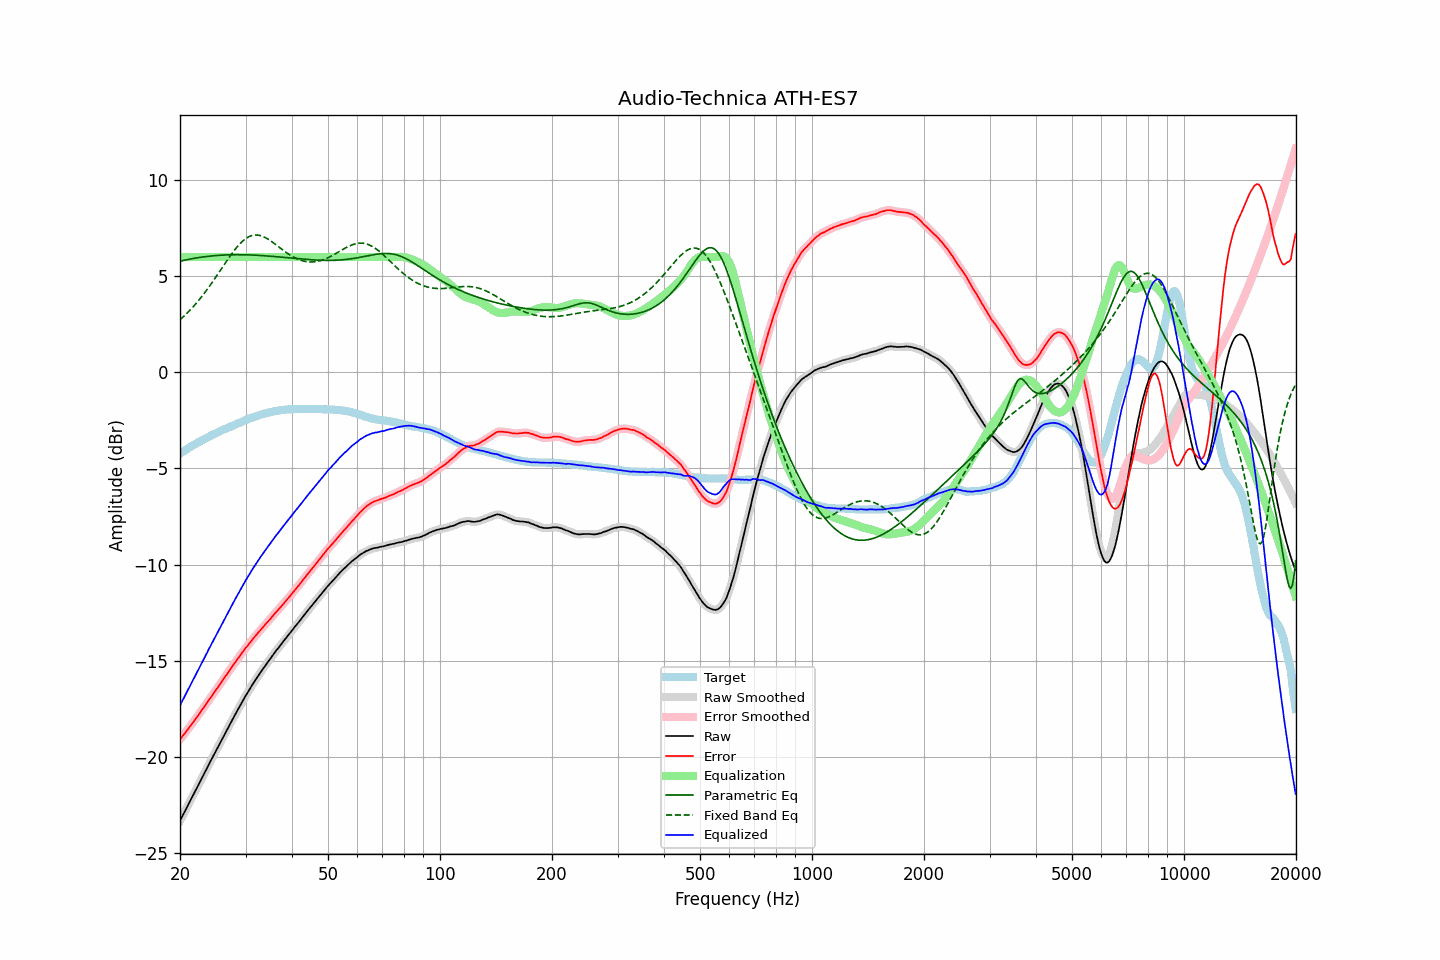 Audio-Technica ATH-ES7
Amplitude (dBr)
10
5
0
−5
−10
−15
−20
−25
Target
Raw Smoothed
Error Smoothed
Raw
Error
Equalization
Parametric Eq
Fixed Band Eq
Equalized
20 50 100 200 500 1000 2000 5000 10000 20000
Frequency (Hz)